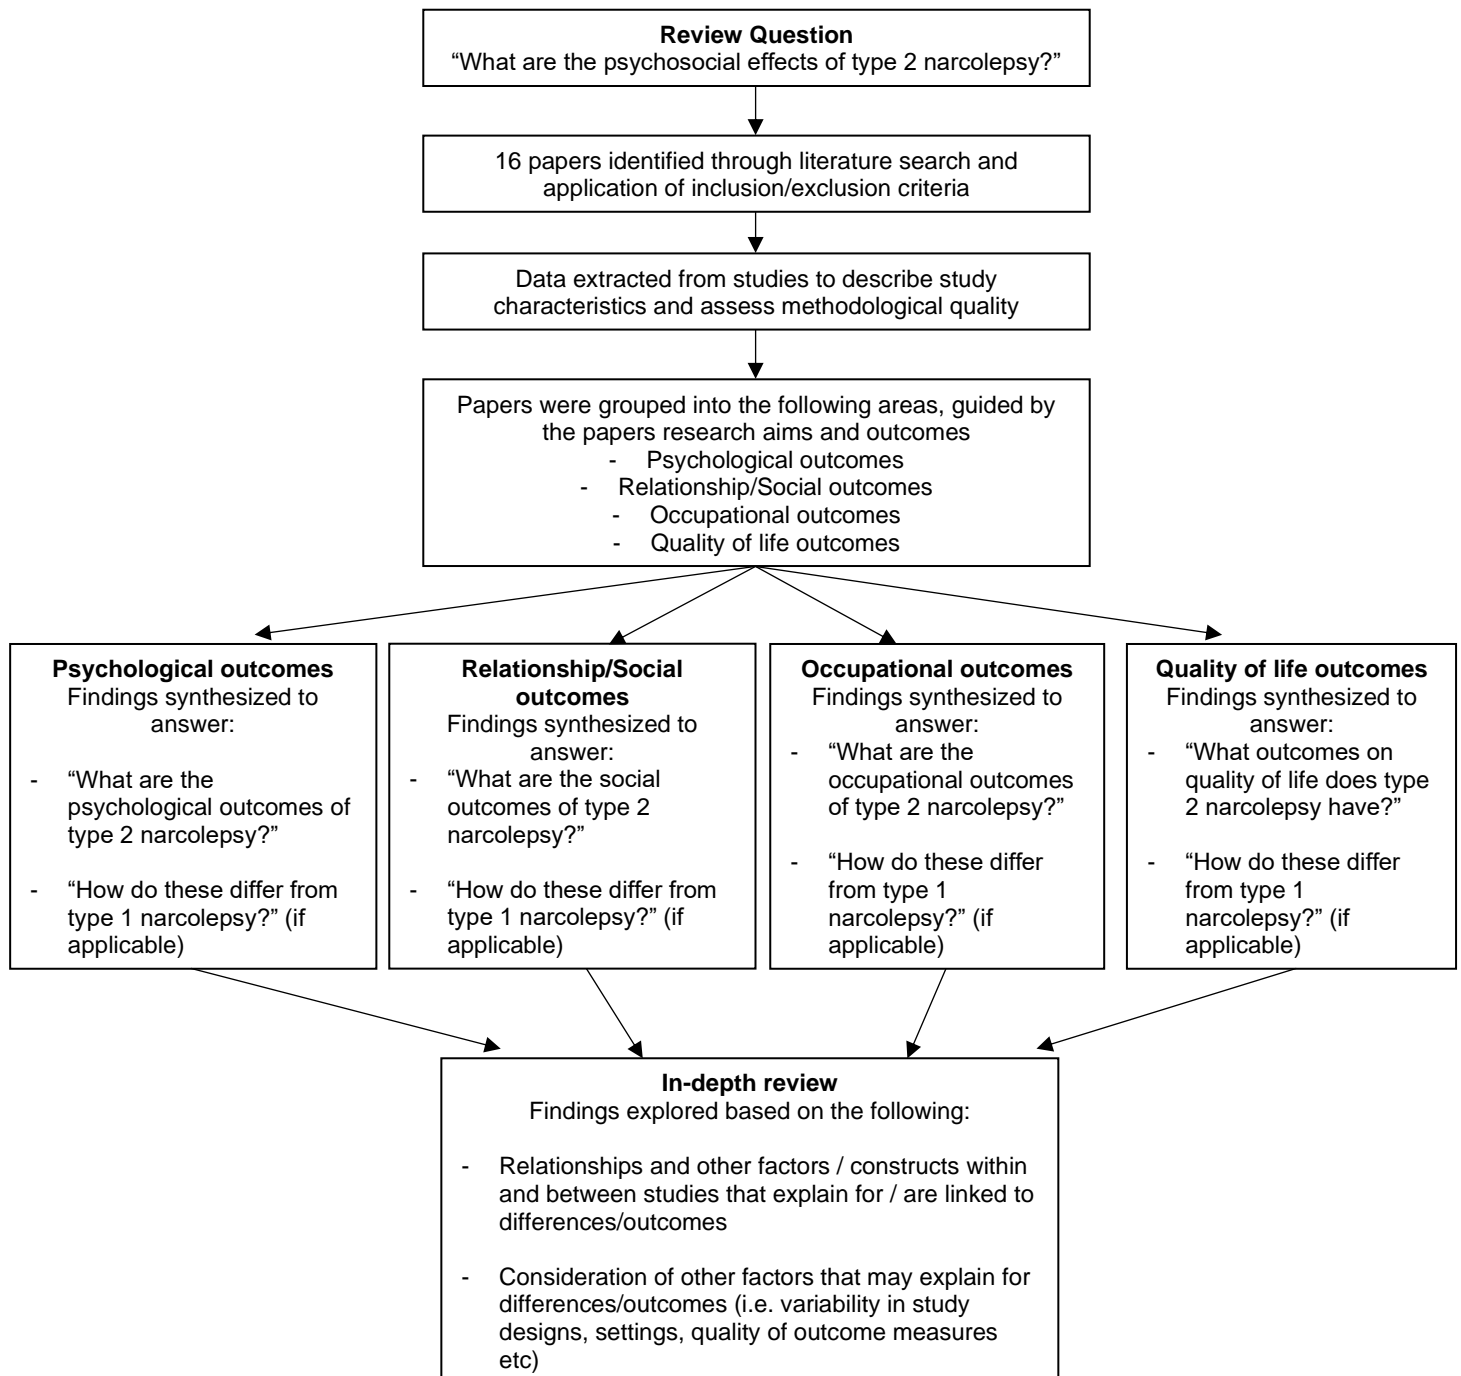 Review Question
“What are the psychosocial effects of type 2 narcolepsy?”
16 papers identified through literature search and
application of inclusion/exclusion criteria
Data extracted from studies to describe study
characteristics and assess methodological quality
Papers were grouped into the following areas, guided by
the papers research aims and outcomes
- Psychological outcomes
- Relationship/Social outcomes
- Occupational outcomes
- Quality of life outcomes
Psychological outcomes
Findings synthesized to
answer:
- “What are the
psychological outcomes of
type 2 narcolepsy?”
- “How do these differ from
type 1 narcolepsy?” (if
applicable)
Relationship/Social
outcomes
Findings synthesized to
answer:
- “What are the social
outcomes of type 2
narcolepsy?”
- “How do these differ from
type 1 narcolepsy?” (if
applicable)
Occupational outcomes
Findings synthesized to
answer:
- “What are the
occupational outcomes
of type 2 narcolepsy?”
- “How do these differ
from type 1
narcolepsy?” (if
applicable)
Quality of life outcomes
Findings synthesized to
answer:
- “What outcomes on
quality of life does type
2 narcolepsy have?”
- “How do these differ
from type 1
narcolepsy?” (if
applicable)
In-depth review
Findings explored based on the following:
- Relationships and other factors / constructs within
and between studies that explain for / are linked to
differences/outcomes
- Consideration of other factors that may explain for
differences/outcomes (i.e. variability in study
designs, settings, quality of outcome measures
etc)